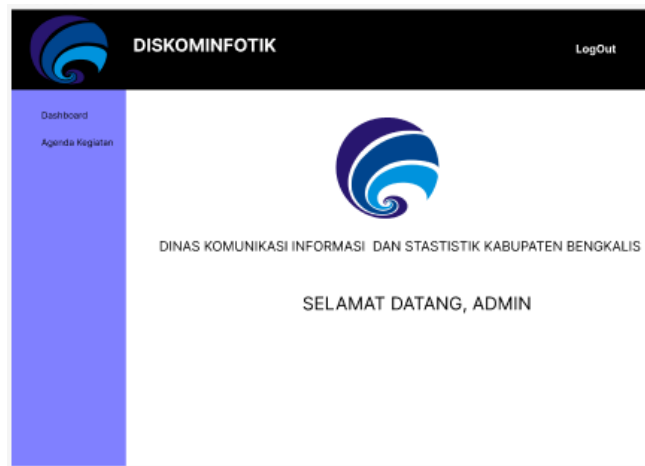 DISKOMINFOTIK
LogOut
Dashboard
Agenda Kegiatan
DINAS KOMUNIKASI INFORMASI DAN STASTISTIK KABUPATEN BENGKALIS
SELAMAT DATANG, ADMIN